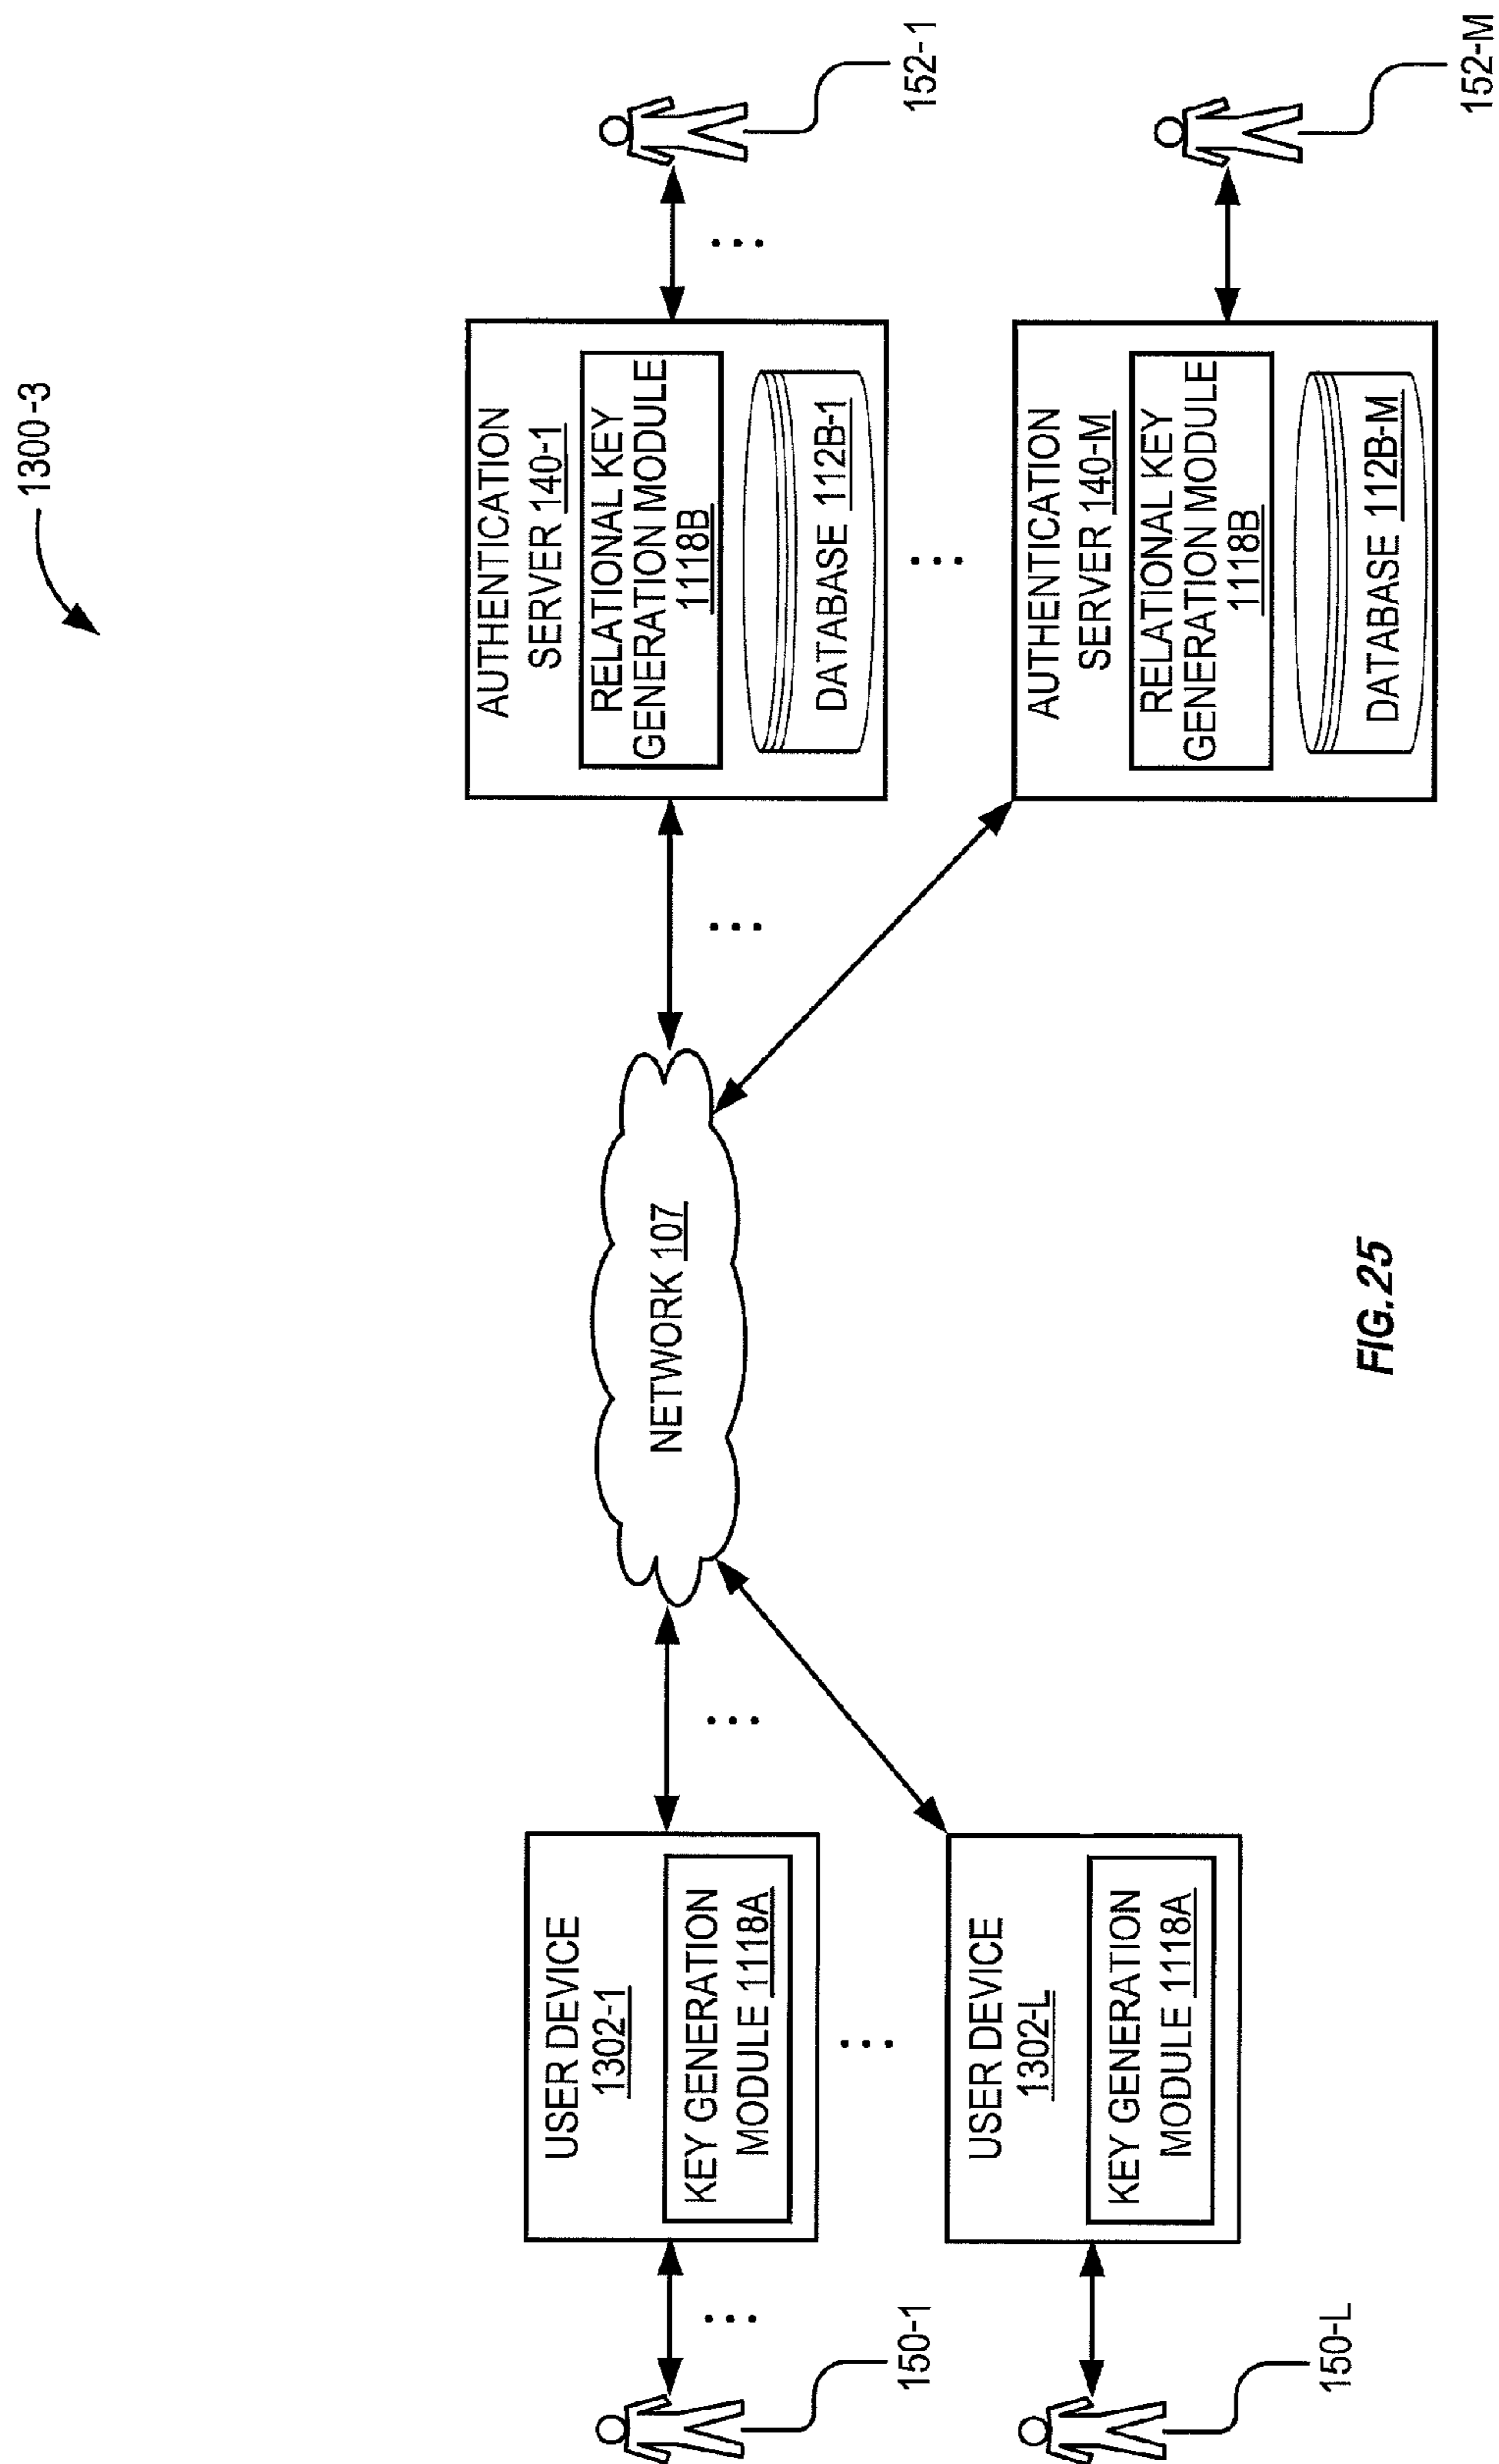 1300-3
USER DEVICE
1302-1
KEY GENERATION
MODULE 1118A
150-1
...
USER DEVICE
1302-L
KEY GENERATION
MODULE 1118A
150-L
...
...
NETWORK 107
...
AUTHENTICATION
SERVER 140-1
RELATIONAL KEY
GENERATION MODULE
1118B
DATABASE 112B-1
...
152-1
...
AUTHENTICATION
SERVER 140-M
RELATIONAL KEY
GENERATION MODULE
1118B
DATABASE 112B-M
152-M
FIG. 25